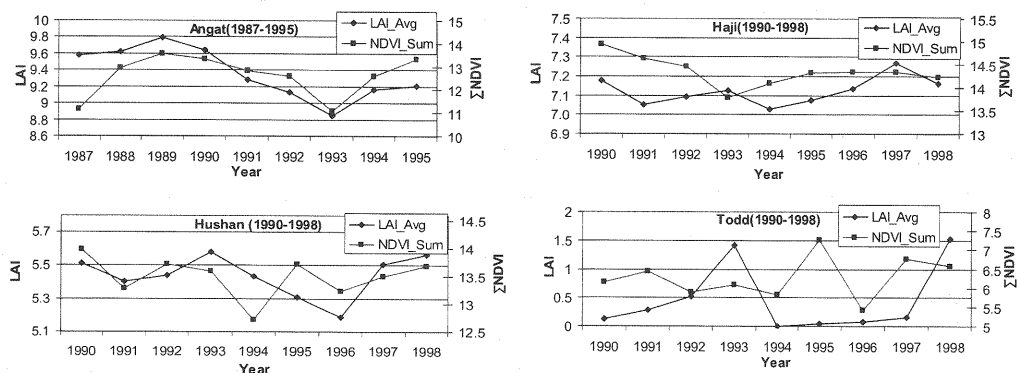 Angat(1987-1995)
LAI_Avg
NDVI_Sum
LAI
10
9.8
9.6
9.4
9.2
9
8.8
8.6
15
14
13
12
11
10
∑NDVI
1987 1988 1989 1990 1991 1992 1993 1994 1995
Year
Haji(1990-1998)
LAI_Avg
NDVI_Sum
LAI
7.5
7.4
7.3
7.2
7.1
7.0
6.9
15.5
15
14.5
14
13.5
13
∑NDVI
1990 1991 1992 1993 1994 1995 1996 1997 1998
Year
Hushan (1990-1998)
LAI_Avg
NDVI_Sum
LAI
5.7
5.5
5.3
5.1
14.5
14
13.5
13
12.5
∑NDVI
1990 1991 1992 1993 1994 1995 1996 1997 1998
Year
Todd(1990-1998)
LAI_Avg
NDVI_Sum
LAI
2
1.5
1
0.5
0
8
7.5
7
6.5
6
5.5
5
∑NDVI
1990 1991 1992 1993 1994 1995 1996 1997 1998
Year